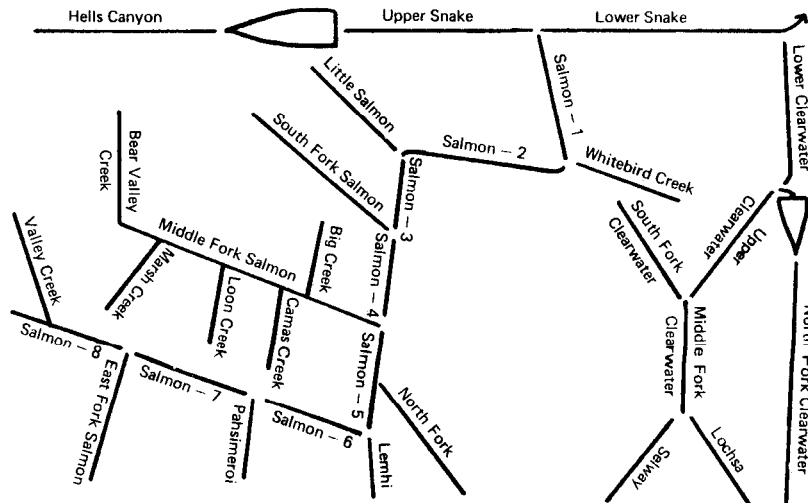 Hells Canyon
Upper Snake
Lower Snake
Little Salmon
South Fork Salmon
Salmon – 1
Salmon – 2
Whitebird Creek
Lower Clearwater
Bear Valley
Creek
Salmon – 3
South Fork
Clearwater
Upper
Clearwater
Valley Creek
Middle Fork Salmon
Big Creek
Salmon – 4
Marsh Creek
Loon Creek
Camas Creek
Middle Fork
Clearwater
North Fork Clearwater
Salmon – 8
East Fork Salmon
Salmon – 7
Pahsimeroi
Salmon – 6
Salmon – 5
North Fork
Lemhi
Selway
Lochsa